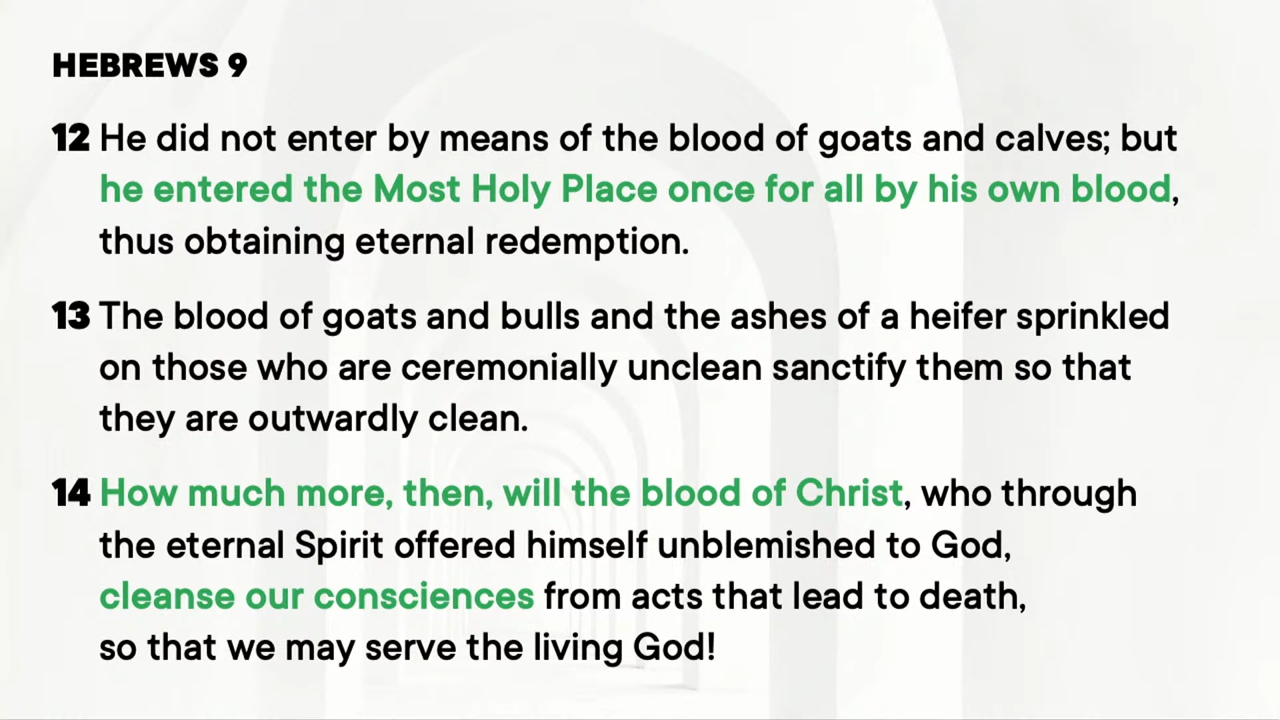 HEBREWS 9
12 He did not enter by means of the blood of goats and calves; but
he entered the Most Holy Place once for all by his own blood,
thus obtaining eternal redemption.
13 The blood of goats and bulls and the ashes of a heifer sprinkled
on those who are ceremonially unclean sanctify them so that
they are outwardly clean.
14 How much more, then, will the blood of Christ, who through
the eternal Spirit offered himself unblemished to God,
cleanse our consciences from acts that lead to death,
so that we may serve the living God!